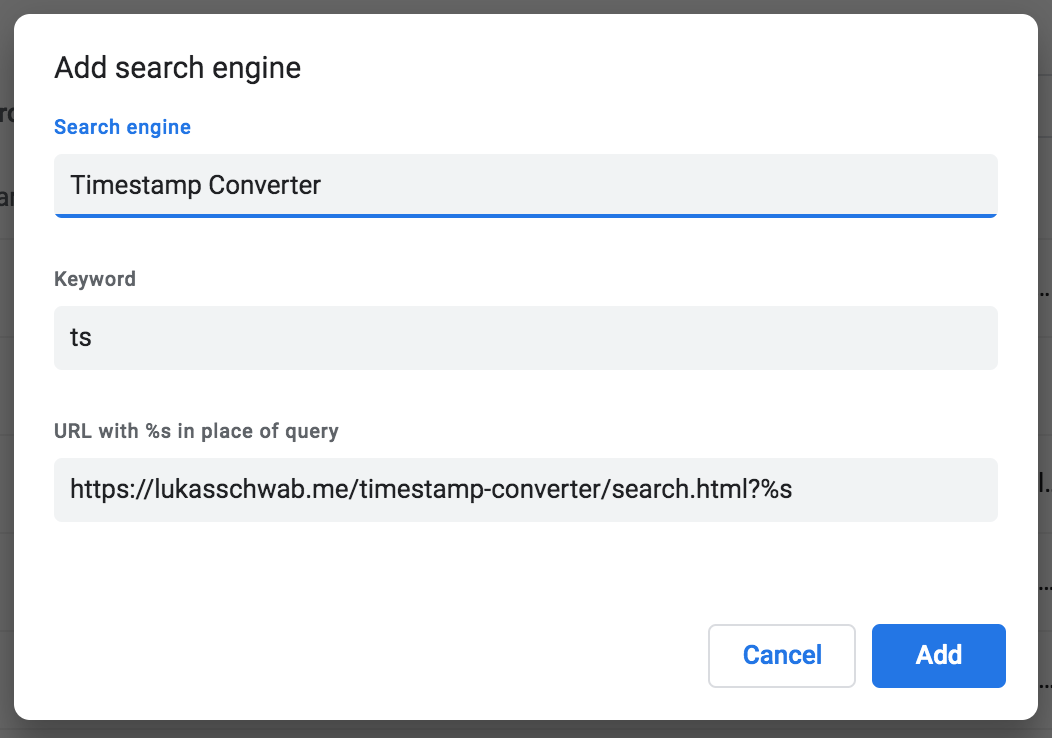 Add search engine
Search engine
Timestamp Converter
Keyword
ts
URL with %s in place of query
https://lukasschwab.me/timestamp-converter/search.html?%s
Cancel
Add